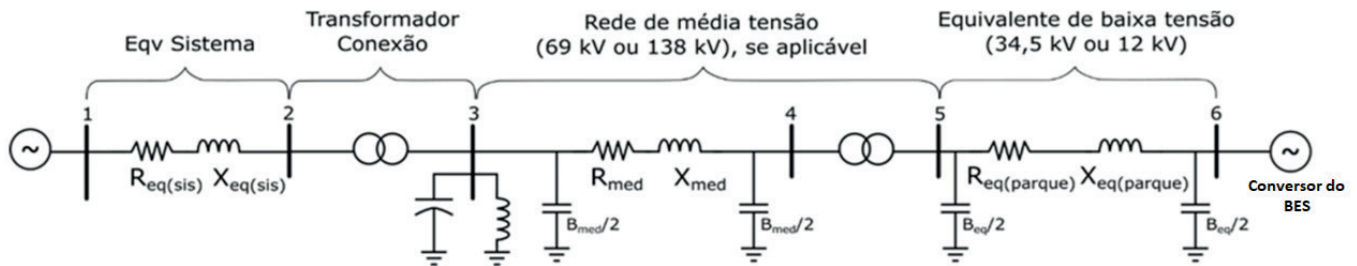 Eqv Sistema
Transformador
Conexão
Rede de média tensão
(69 kV ou 138 kV), se aplicável
Equivalente de baixa tensão
(34,5 kV ou 12 kV)
1
2
3
4
5
6
~
~
Req(sis) Xeq(sis)
Rmed
Xmed
Req(parque) Xeq(parque)
Conversor do
BES
Bmed/2
Bmed/2
Beq/2
Beq/2